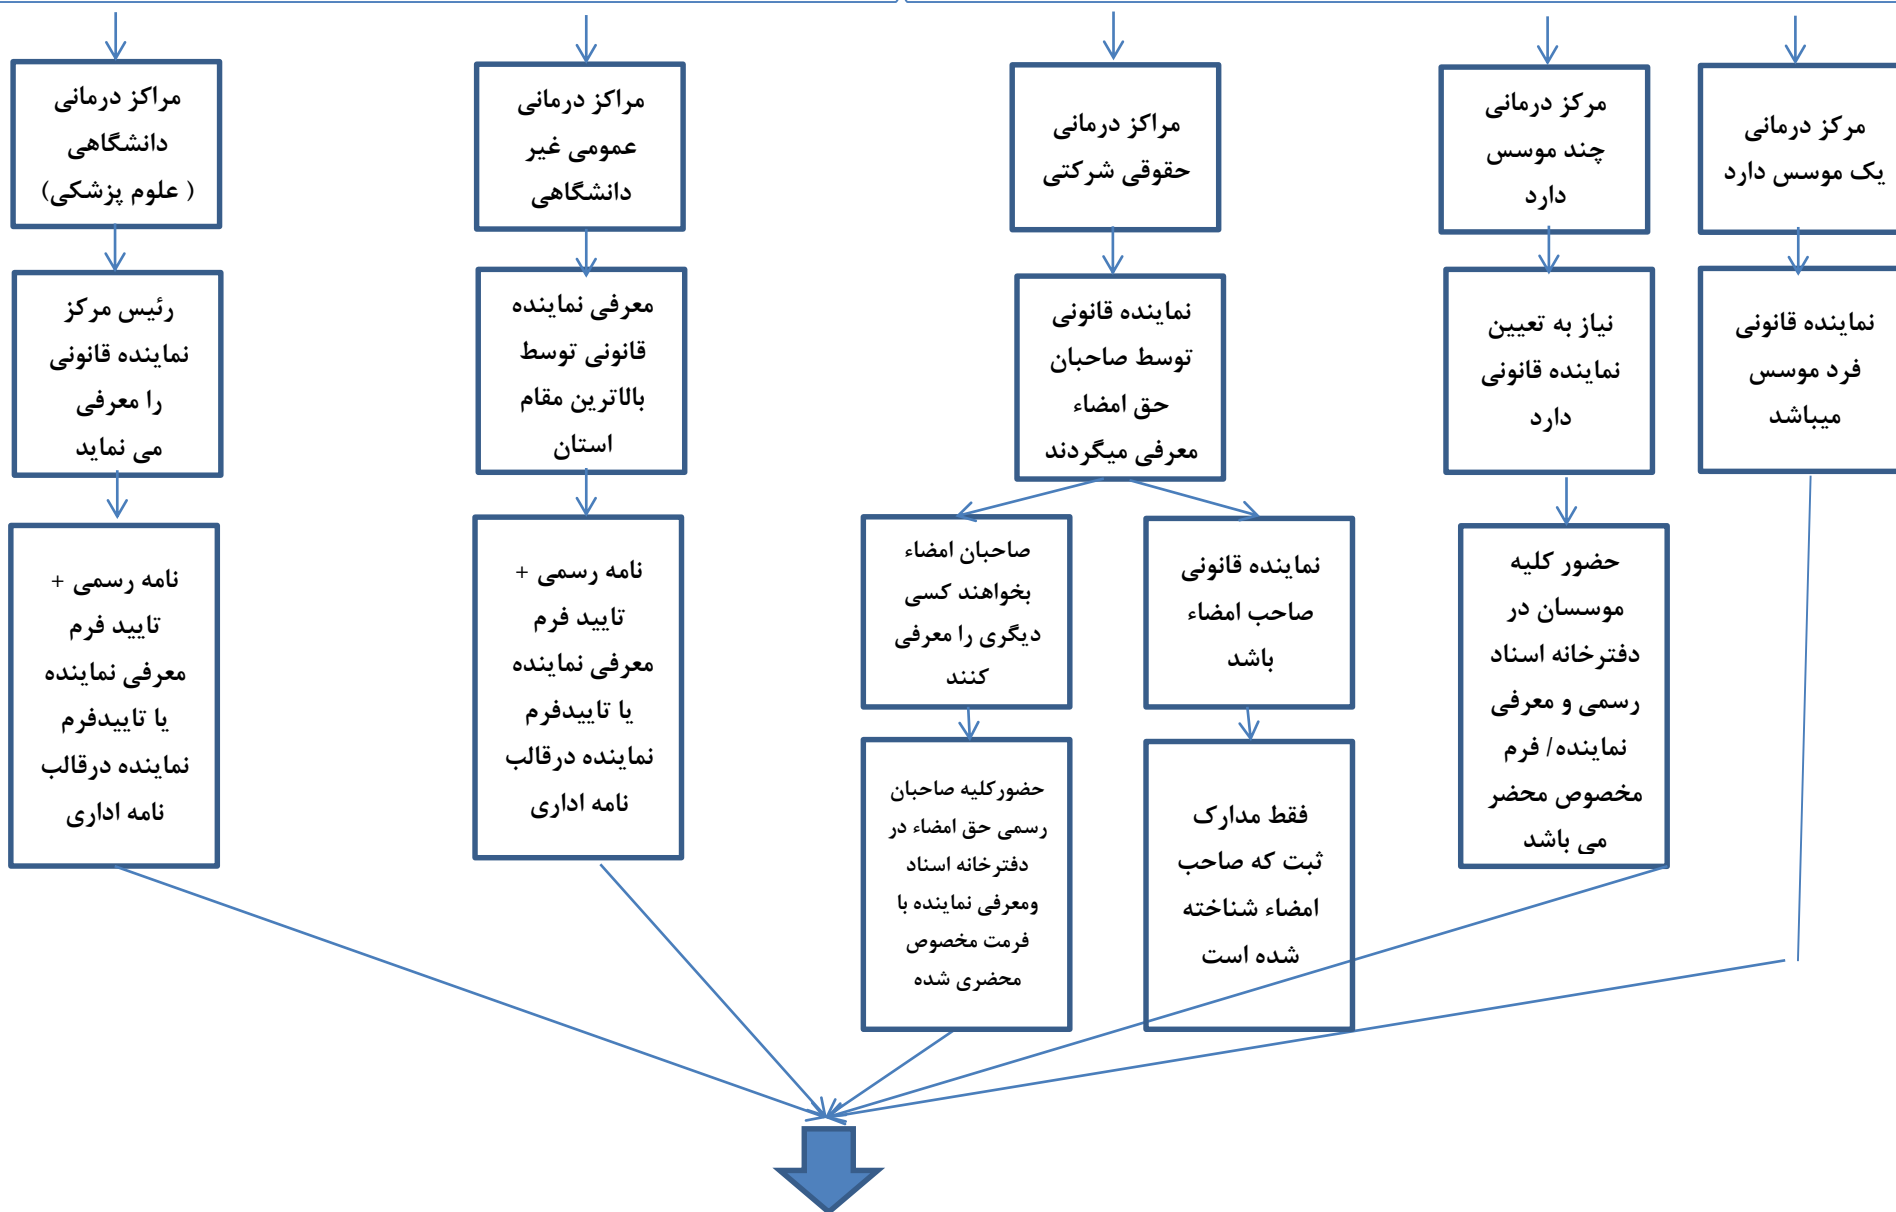 مرکز درمانی
یک موسس دارد
مرکز درمانی
چند موسس
دارد
مراکز درمانی
حقوقی شرکتی
مراکز درمانی
عمومی غیر
دانشگاهی
مراکز درمانی
دانشگاهی
( علوم پزشکی)
نماینده قانونی
فرد موسس
میباشد
نیاز به تعیین
نماینده قانونی
دارد
نماینده قانونی
توسط صاحبان
حق امضاء
معرفی میگردند
معرفی نماینده
قانونی توسط
بالاترین مقام
استان
رئیس مرکز
نماینده قانونی
را معرفی
می نماید
حضور کلیه
موسسان در
دفترخانه اسناد
رسمی و معرفی
نماینده/ فرم
مخصوص محضر
می باشد
نماینده قانونی
صاحب امضاء
باشد
صاحبان امضاء
بخواهند کسی
دیگری را معرفی
کنند
نامه رسمی +
تایید فرم
معرفی نماینده
یا تاییدفرم
نماینده درقالب
نامه اداری
نامه رسمی +
تایید فرم
معرفی نماینده
یا تاییدفرم
نماینده درقالب
نامه اداری
فقط مدارک
ثبت که صاحب
امضاء شناخته
شده است
حضورکلیه صاحبان
رسمی حق امضاء در
دفترخانه اسناد
ومعرفی نماینده با
فرمت مخصوص
محضری شده